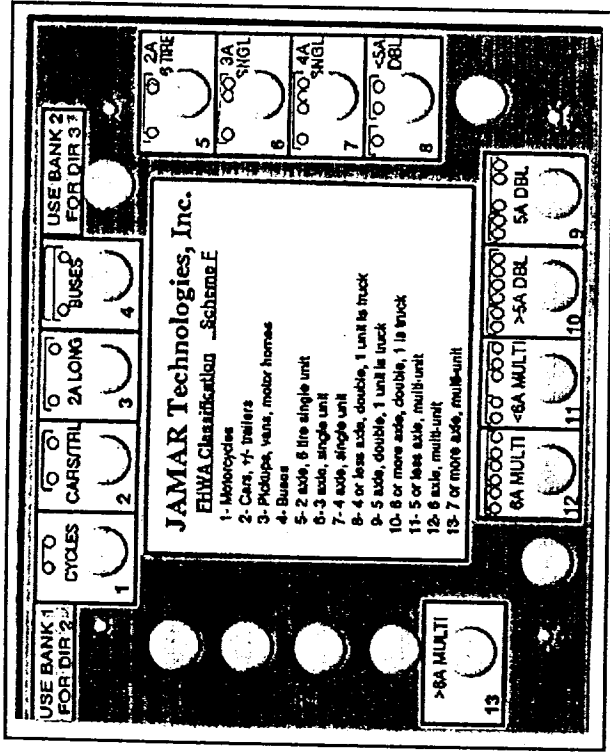 USE BANK 1
FOR DIR 2?
CYCLES
1
CARS/TRL
2
2A LONG
3
BUSES
4
USE BANK 2
FOR DIR 3?
2A
6 TIRE
5
3A
SNGL
6
4A
SNGL
7
<5A
DBL
8
JAMAR Technologies, Inc.
FHWA Classification Scheme F
1- Motorcycles
2- Cars, +/- trailers
3- Pickups, vans, motor homes
4- Buses
5- 2 axle, 6 tire single unit
6- 3 axle, single unit
7- 4 axle, single unit
8- 4 or less axle, double, 1 unit is truck
9- 5 axle, double, 1 unit is truck
10- 6 or more axle, double, 1 is truck
11- 5 or less axle, multi-unit
12- 6 axle, multi-unit
13- 7 or more axle, multi-unit
>6A MULTI
13
6A MULTI
12
<6A MULTI
11
>5A DBL
10
5A DBL
9